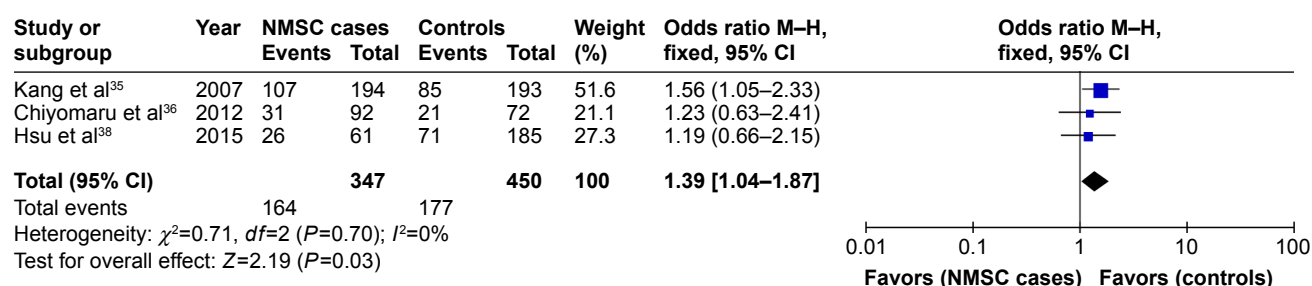 Study or Year NMSC cases Controls Weight Odds ratio M–H, Odds ratio M–H,
subgroup Events Total Events Total (%) fixed, 95% CI fixed, 95% CI
Kang et al35 2007 107 194 85 193 51.6 1.56 (1.05–2.33)
Chiyomaru et al36 2012 31 92 21 72 21.1 1.23 (0.63–2.41)
Hsu et al38 2015 26 61 71 185 27.3 1.19 (0.66–2.15)
Total (95% CI) 347 450 100 1.39 [1.04–1.87]
Total events 164 177
Heterogeneity: χ2=0.71, df=2 (P=0.70); I2=0%
Test for overall effect: Z=2.19 (P=0.03)
0.01 0.1 1 10 100
Favors (NMSC cases) Favors (controls)